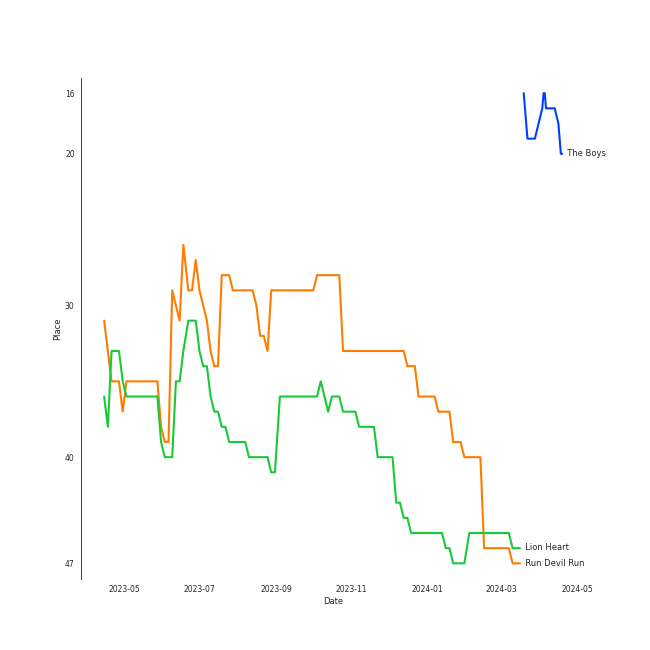 16
20
30
40
47
Place
The Boys
Lion Heart
Run Devil Run
2023-05
2023-07
2023-09
2023-11
2024-01
2024-03
2024-05
Date